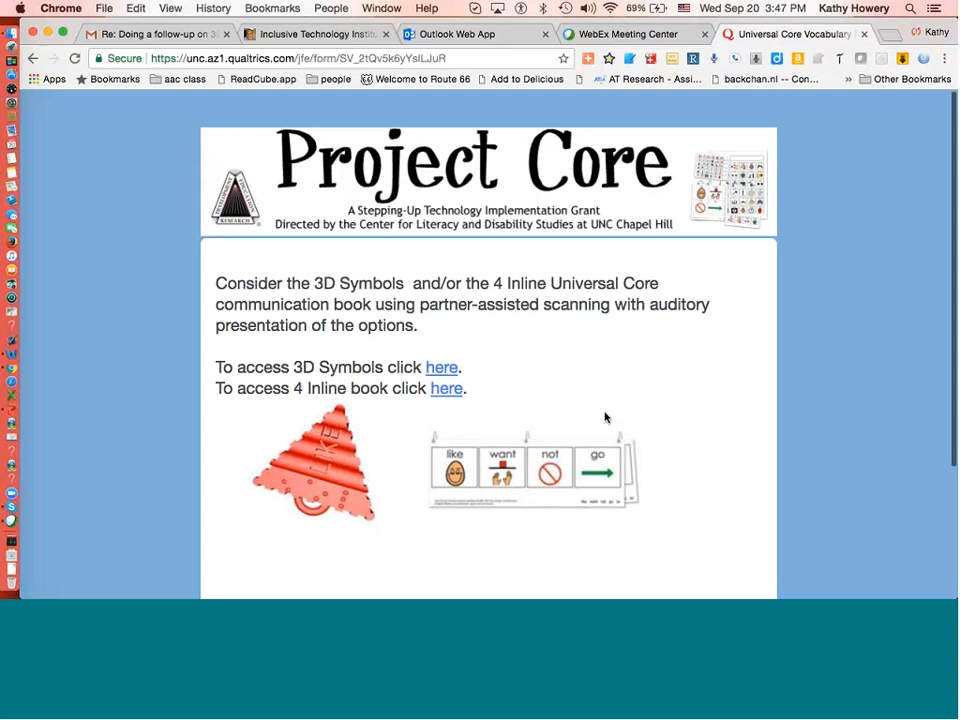 Chrome File Edit View History Bookmarks People Window Help 69% Wed Sep 20 3:47 PM Kathy Howery
Re: Doing a follow-up on 3 Inclusive Technology Institu Outlook Web App WebEx Meeting Center Universal Core Vocabulary Kathy
Secure https://unc.az1.qualtrics.com/jfe/form/SV_2tQv5k6yYsILJuR
Apps Bookmarks aac class ReadCube.app people Welcome to Route 66 Add to Delicious AT Research - Assi... backchan.nl -- Con... » Other Bookmarks
Project Core
A Stepping-Up Technology Implementation Grant
Directed by the Center for Literacy and Disability Studies at UNC Chapel Hill
Consider the 3D Symbols and/or the 4 Inline Universal Core
communication book using partner-assisted scanning with auditory
presentation of the options.
To access 3D Symbols click here.
To access 4 Inline book click here.
LIKE
like want not go